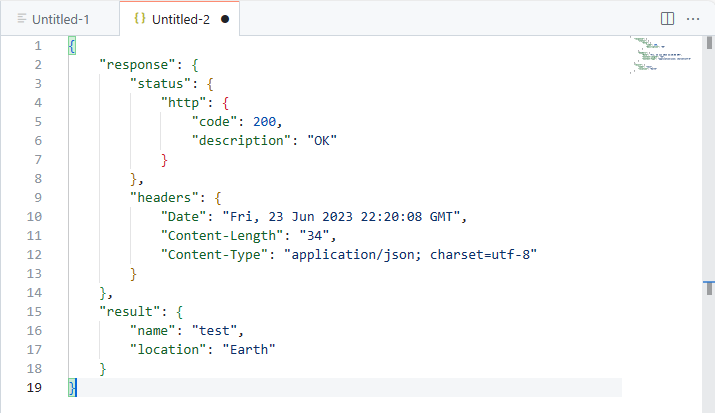 Untitled-1
Untitled-2
1 {
2     "response": {
3         "status": {
4             "http": {
5                 "code": 200,
6                 "description": "OK"
7             }
8         },
9         "headers": {
10             "Date": "Fri, 23 Jun 2023 22:20:08 GMT",
11             "Content-Length": "34",
12             "Content-Type": "application/json; charset=utf-8"
13         }
14     },
15     "result": {
16         "name": "test",
17         "location": "Earth"
18     }
19 }